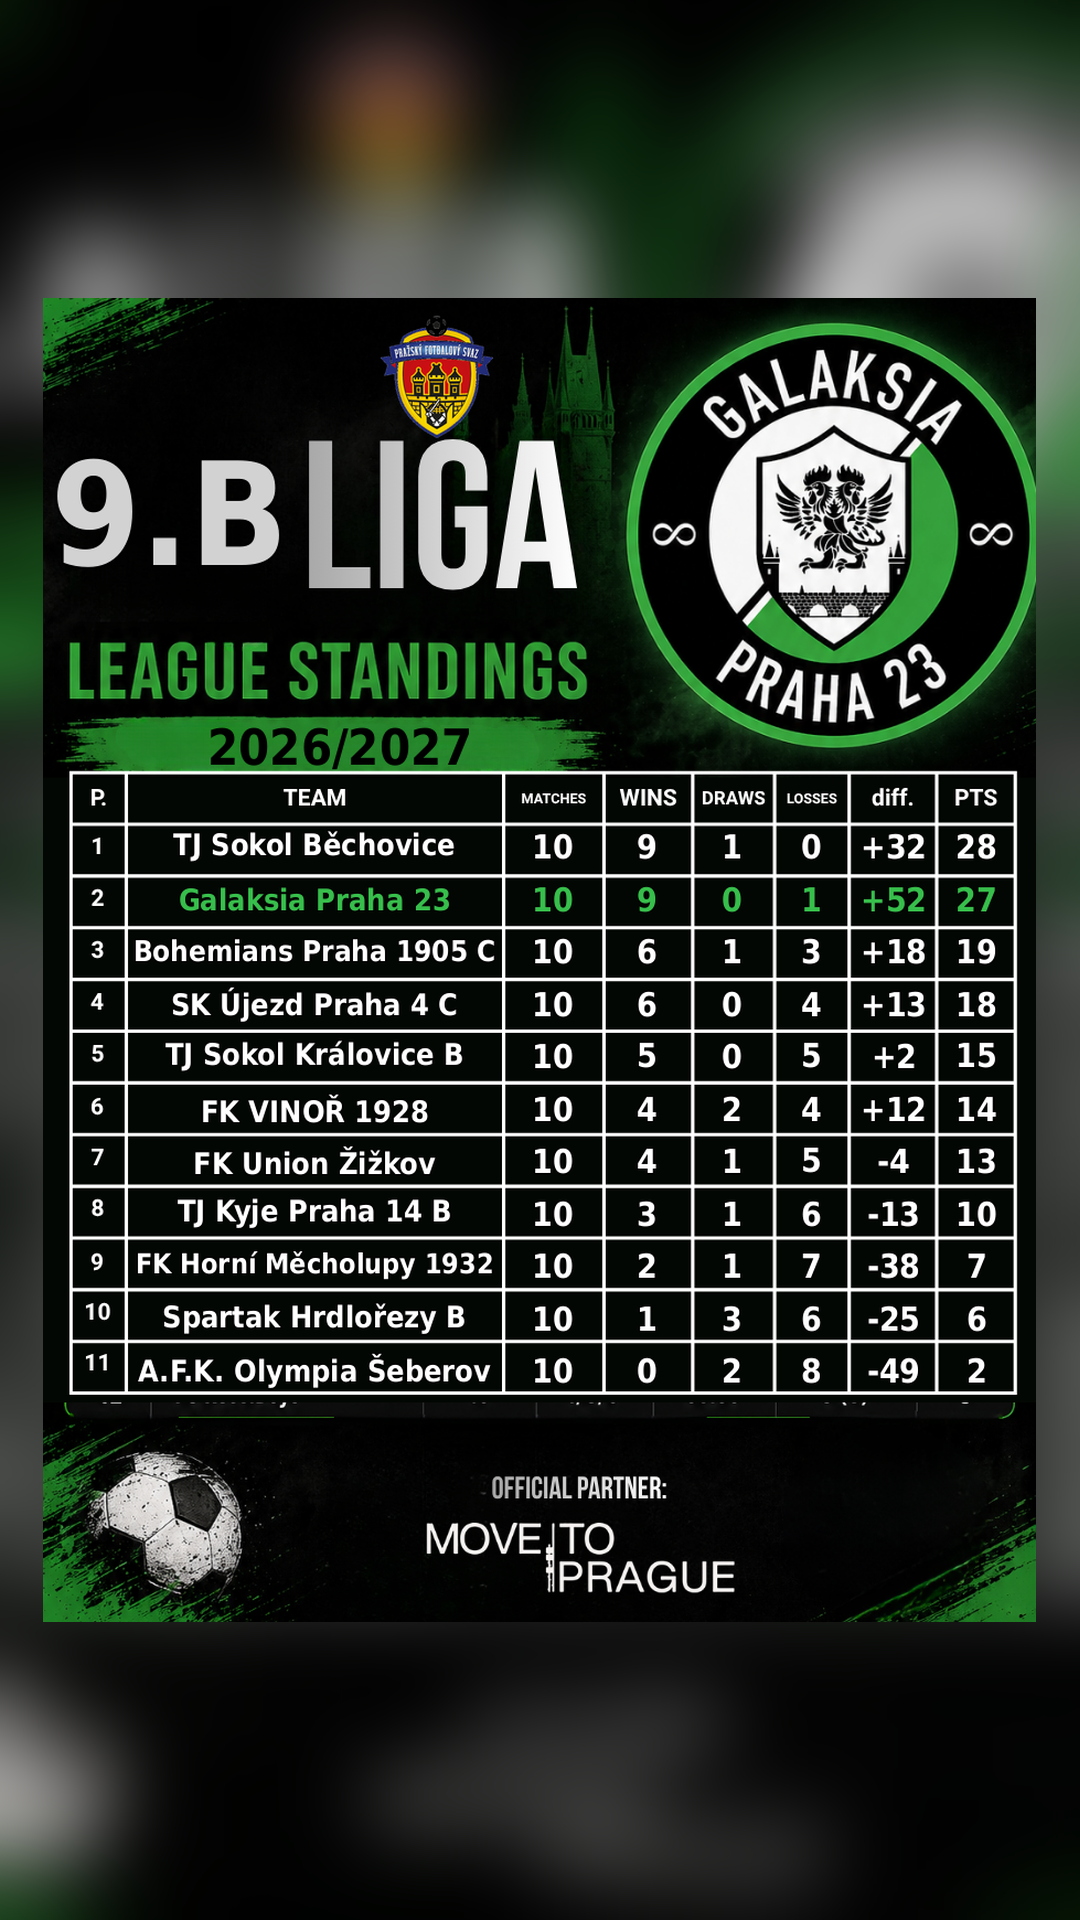 PRAŽSKÝ FOTBALOVÝ SVAZ
9.B LIGA
GALAKSIA
PRAHA 23
LEAGUE STANDINGS
2026/2027
P. TEAM MATCHES WINS DRAWS LOSSES diff. PTS
1 TJ Sokol Běchovice 10 9 1 0 +32 28
2 Galaksia Praha 23 10 9 0 1 +52 27
3 Bohemians Praha 1905 C 10 6 1 3 +18 19
4 SK Újezd Praha 4 C 10 6 0 4 +13 18
5 TJ Sokol Královice B 10 5 0 5 +2 15
6 FK VINOŘ 1928 10 4 2 4 +12 14
7 FK Union Žižkov 10 4 1 5 -4 13
8 TJ Kyje Praha 14 B 10 3 1 6 -13 10
9 FK Horní Měcholupy 1932 10 2 1 7 -38 7
10 Spartak Hrdlořezy B 10 1 3 6 -25 6
11 A.F.K. Olympia Šeberov 10 0 2 8 -49 2
OFFICIAL PARTNER:
MOVE TO
PRAGUE